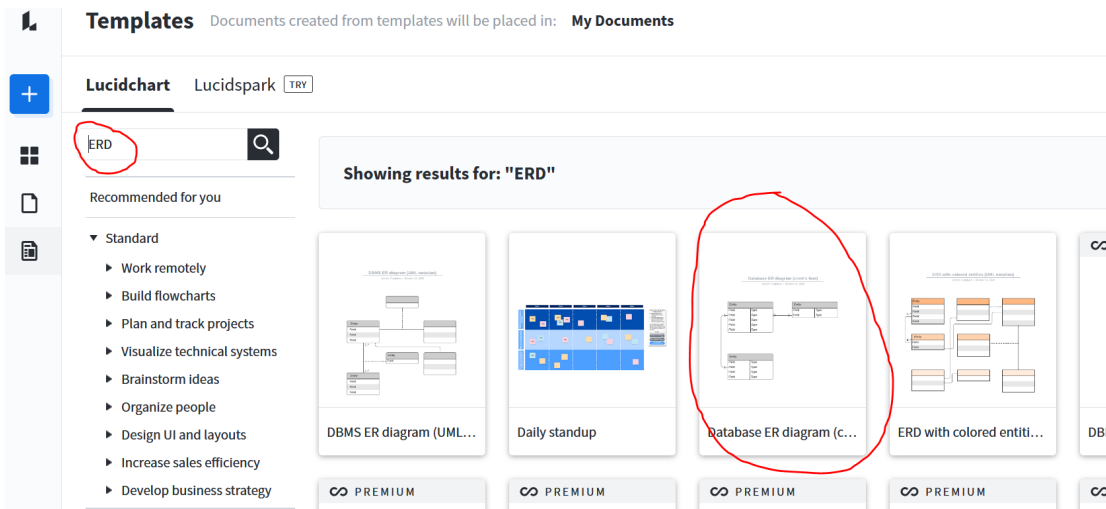 Templates Documents created from templates will be placed in: My Documents
Lucidchart Lucidspark TRY
ERD
Showing results for: "ERD"
Recommended for you
Standard
Work remotely
Build flowcharts
Plan and track projects
Visualize technical systems
Brainstorm ideas
Organize people
Design UI and layouts
Increase sales efficiency
Develop business strategy
DBMS ER diagram (UML...
Daily standup
Database ER diagram (c...
ERD with colored entiti...
PREMIUM
PREMIUM
PREMIUM
PREMIUM